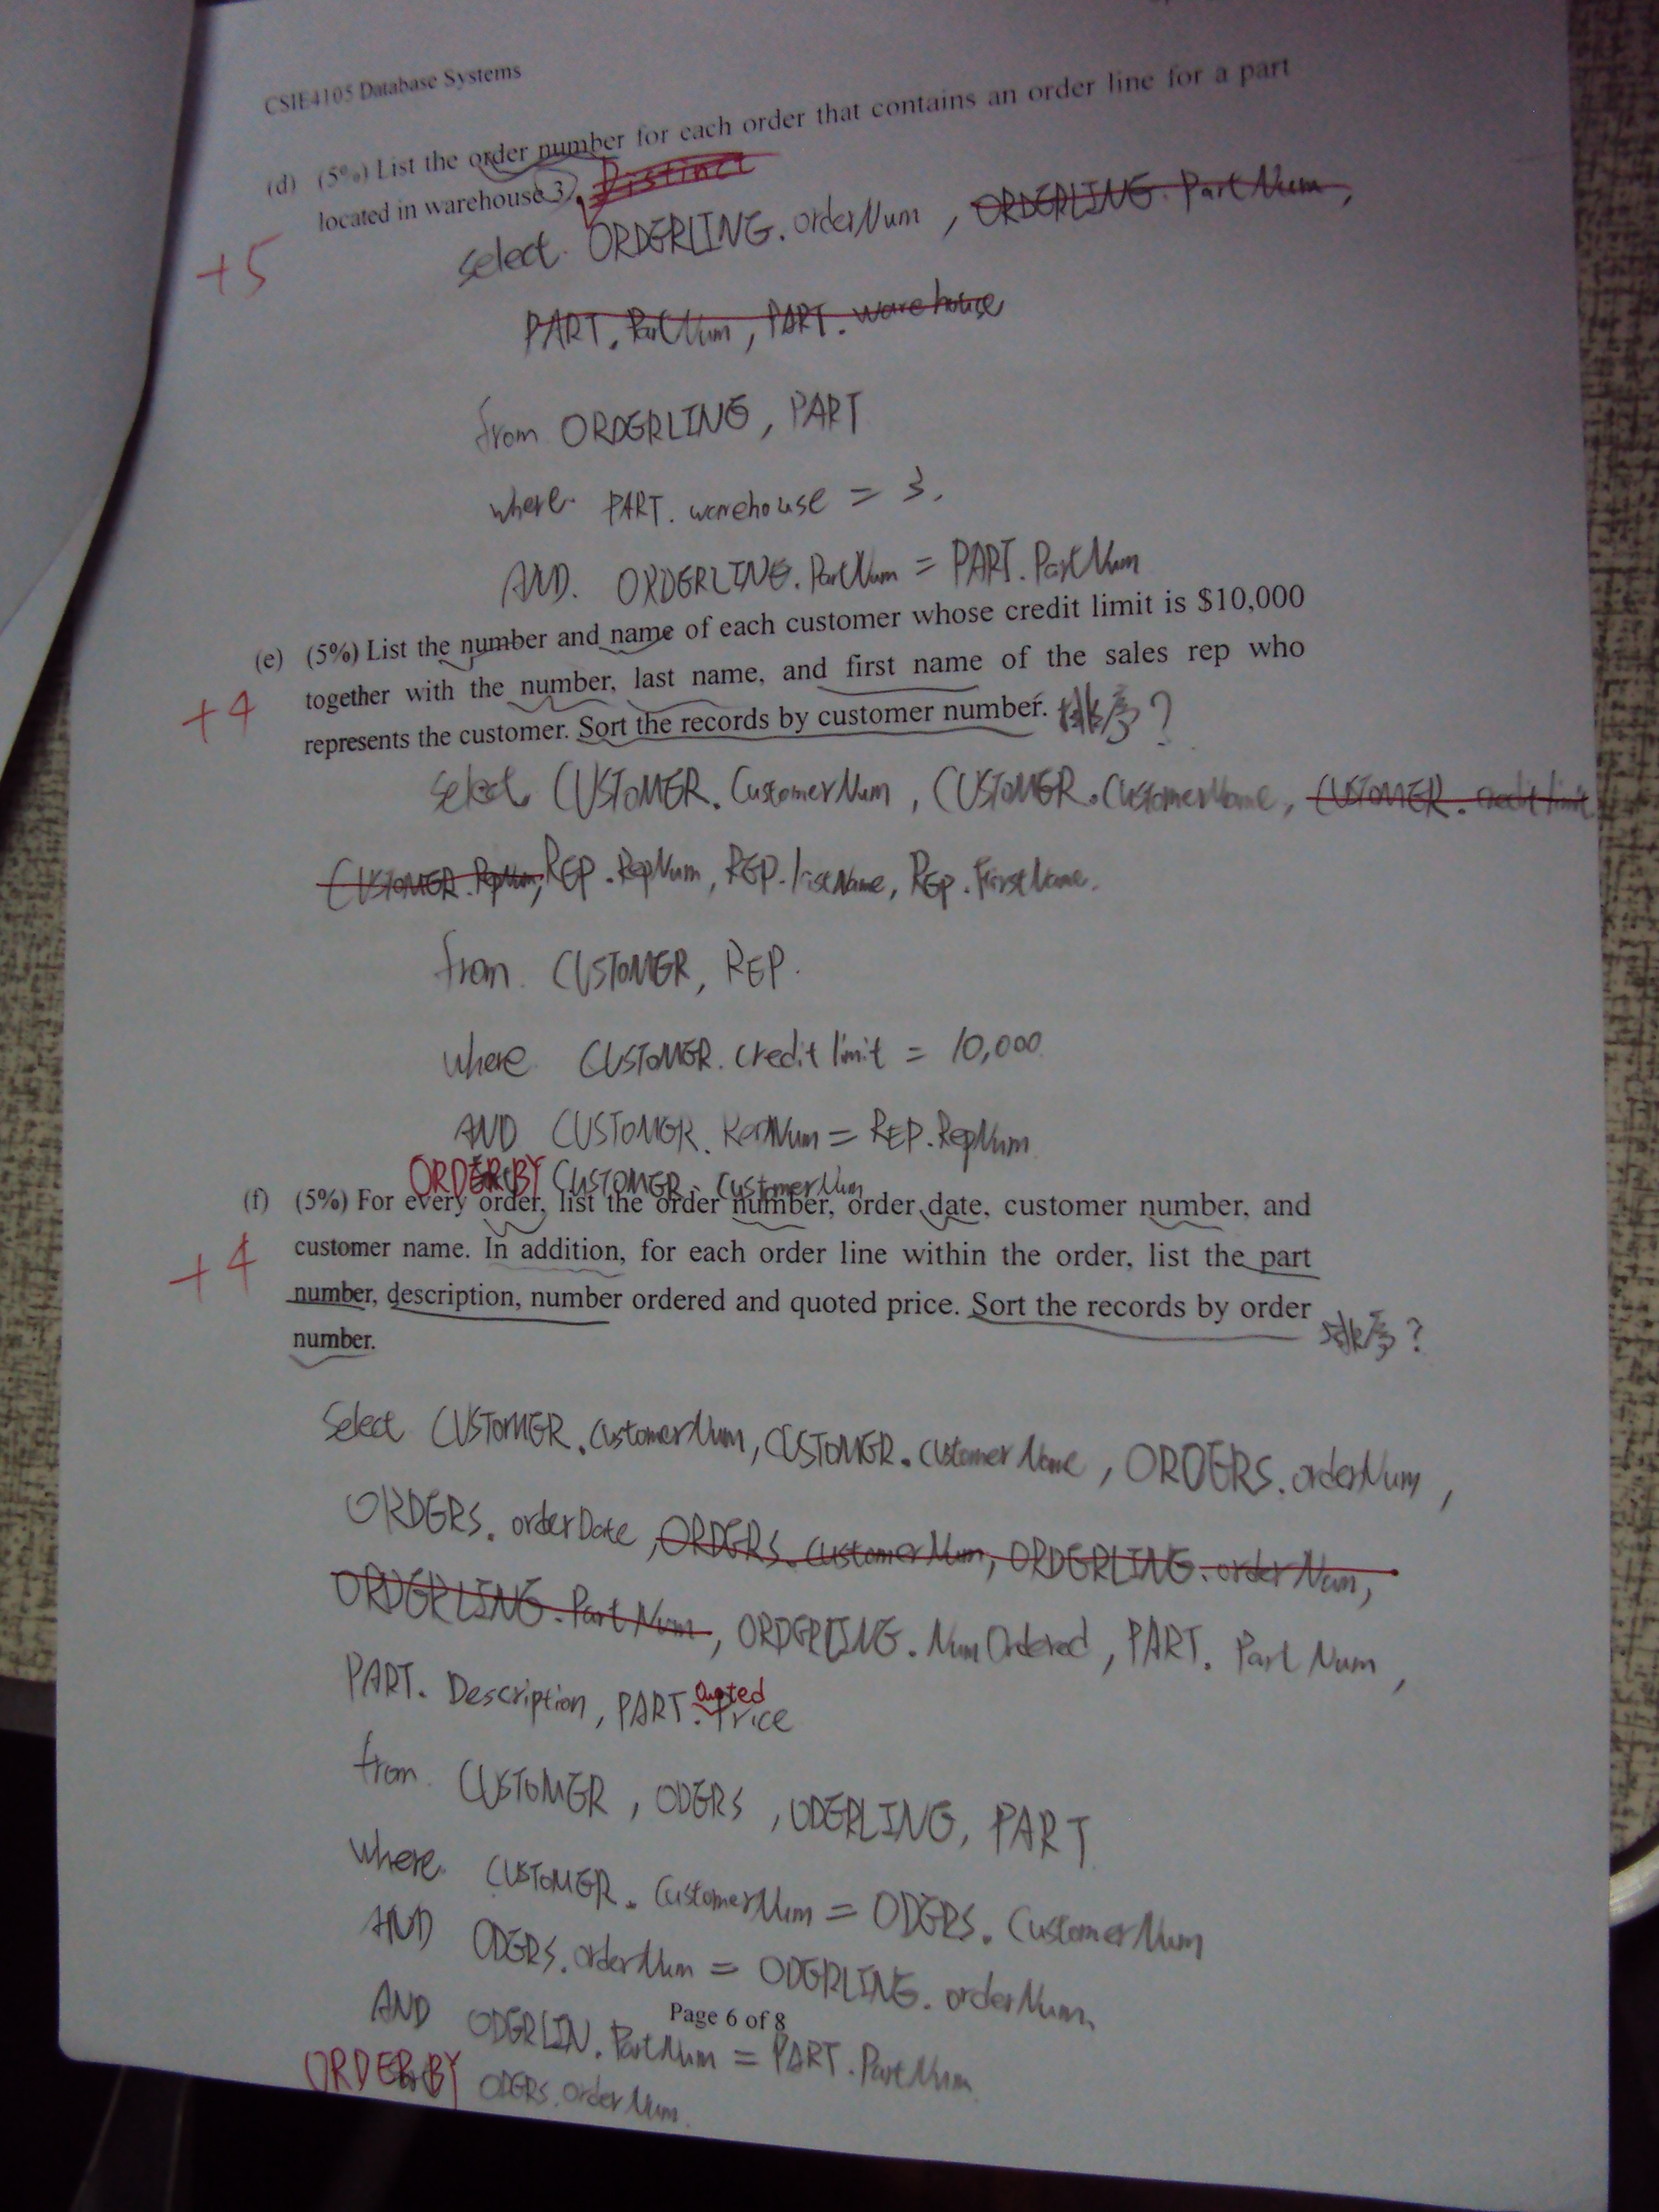 CSIE4105 Database Systems
(d) (5%) List the order number for each order that contains an order line for a part
located in warehouse 3. Distinct
+5
select ORDERLING.orderNum , ORDERLING.PartNum,
PART.PartNum, PART.warehouse
from ORDERLING, PART
where PART.warehouse = 3.
AND. ORDERLING.PartNum = PART.PartNum
(e) (5%) List the number and name of each customer whose credit limit is $10,000
together with the number, last name, and first name of the sales rep who
+4
represents the customer. Sort the records by customer number. ?
Select CUSTOMER.CustomerNum, CUSTOMER.CustomerName, CUSTOMER.credit limit
CUSTOMER.RepNum, REP.RepNum, REP.lastName, REP.FirstName.
from. CUSTOMER, REP.
where CUSTOMER.credit limit = 10,000
AND CUSTOMER. = REP.RepNum
ORDER BY CUSTOMER.CustomerNum
(f) (5%) For every order, list the order number, order date, customer number, and
+4
customer name. In addition, for each order line within the order, list the part
number, description, number ordered and quoted price. Sort the records by order
number. ?
Select CUSTOMER.CustomerNum, CUSTOMER.CustomerName, ORDERS.orderNum,
ORDERS.orderDate, ORDERS.CustomerNum, ORDERLING.orderNum,
ORDERLING.PartNum, ORDERLING.NumOrdered, PART.PartNum,
Quoted
PART.Description, PART.Price
from CUSTOMER, ODERS, ODERLING, PART
where CUSTOMER.CustomerNum = ODERS.CustomerNum
AND ODERS.orderNum = ODERLING.orderNum
Page 6 of 8
AND ODERLIN.PartNum = PART.PartNum
ORDER BY ODERS.OrderNum.